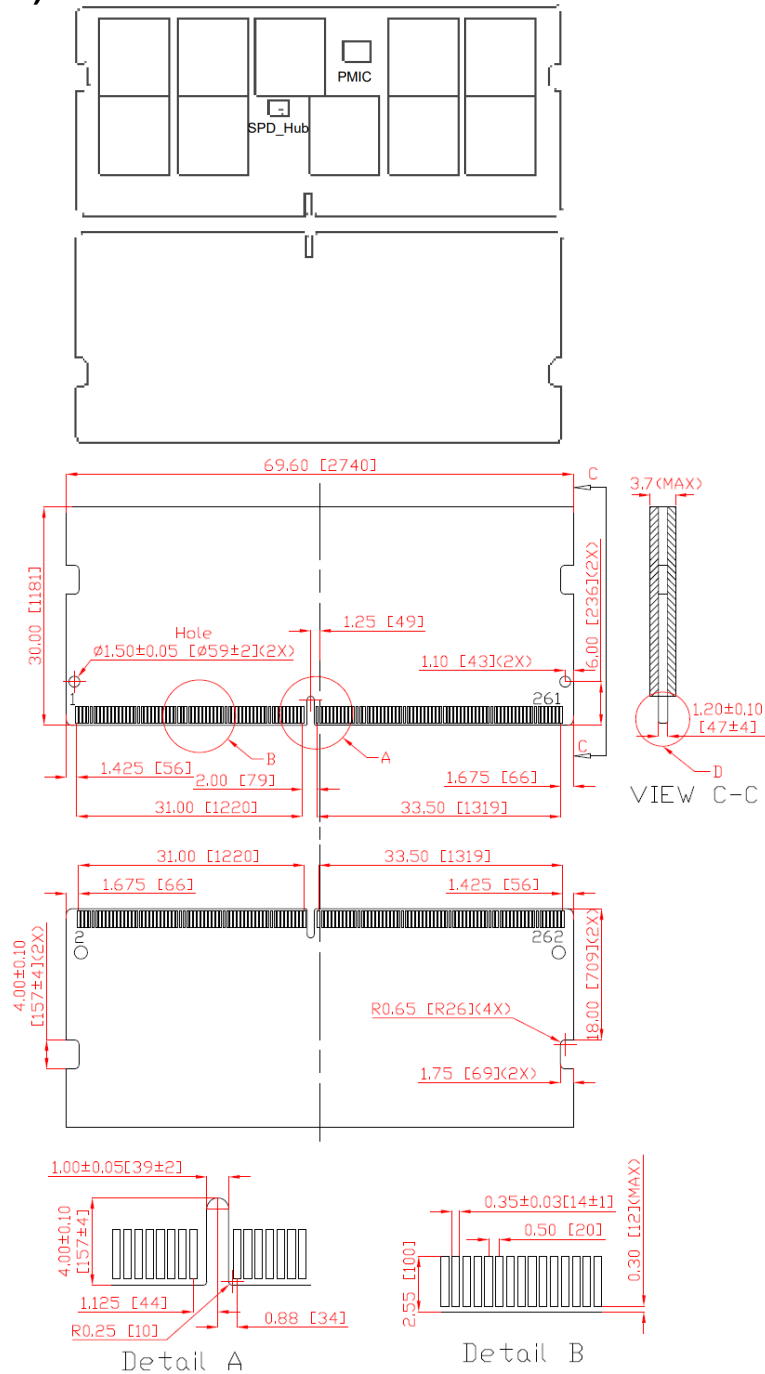 PMIC
SPD_Hub
69.60 [2740]
C
3.7(MAX)
30.00 [1181]
Hole
Ø1.50±0.05 [Ø59±2](2X)
1.25 [49]
1.10 [43](2X)
6.00 [236](2X)
1
261
1.20±0.10
[47±4]
B
A
C
D
1.425 [56]
2.00 [79]
1.675 [66]
VIEW C-C
31.00 [1220]
33.50 [1319]
31.00 [1220]
33.50 [1319]
1.675 [66]
1.425 [56]
2
262
4.00±0.10
[157±4](2X)
18.00 [709](2X)
R0.65 [R26](4X)
1.75 [69](2X)
1.00±0.05[39±2]
4.00±0.10
[157±4]
0.35±0.03[14±1]
0.50 [20]
0.30 [12](MAX)
2.55 [100]
1.125 [44]
0.88 [34]
R0.25 [10]
Detail A
Detail B